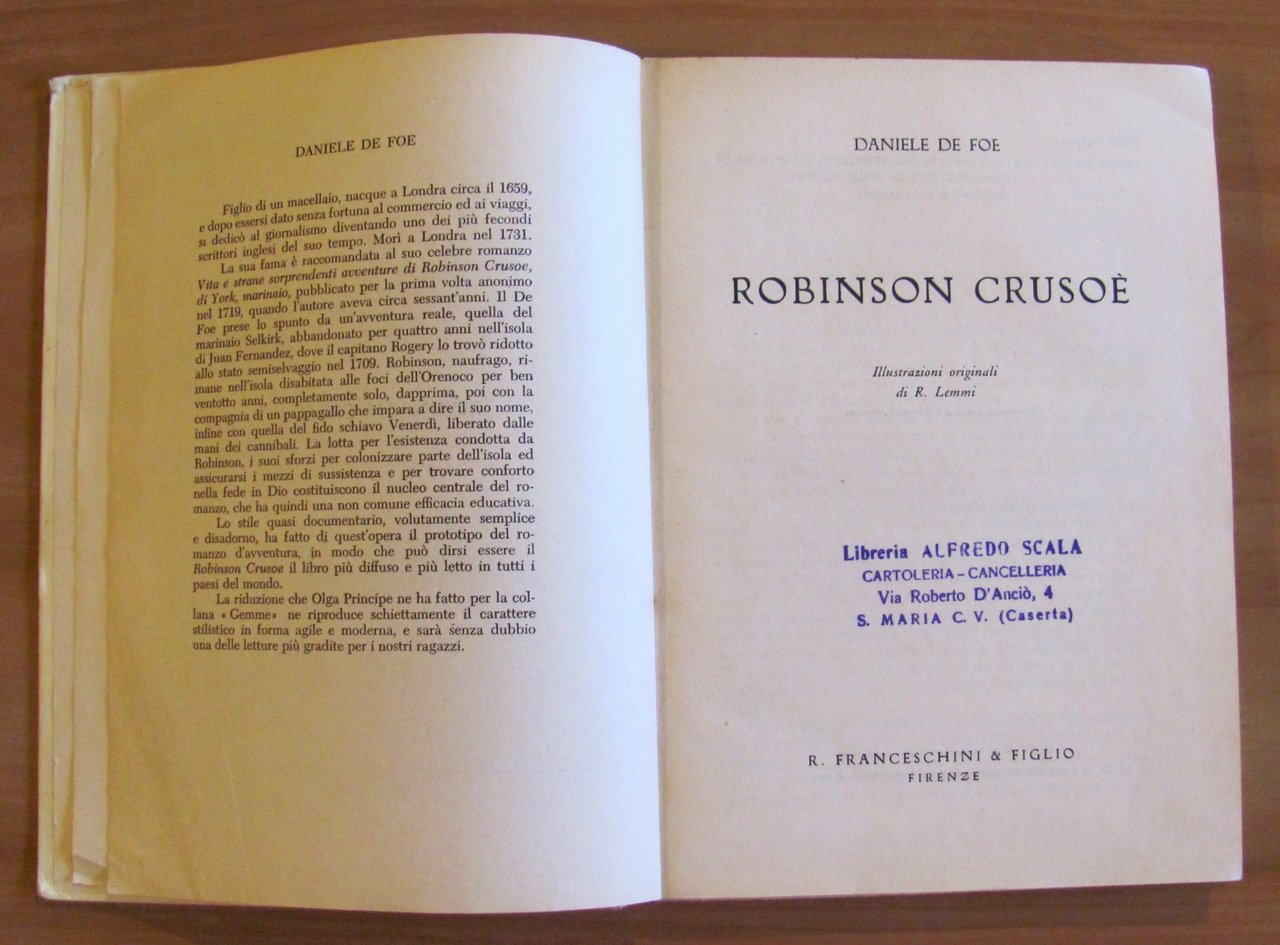 DANIELE DE FOE
Figlio di un macellaio, nacque a Londra circa il 1659,
e dopo essersi dato senza fortuna al commercio ed ai viaggi,
si dedicò al giornalismo diventando uno dei più fecondi
scrittori inglesi del suo tempo. Morì a Londra nel 1731.
La sua fama è raccomandata al suo celebre romanzo
Vita e strane sorprendenti avventure di Robinson Crusoe,
di York, marinaio, pubblicato per la prima volta anonimo
nel 1719, quando l'autore aveva circa sessant'anni. Il De
Foe prese lo spunto da un'avventura reale, quella del
marinaio Selkirk, abbandonato per quattro anni nell'isola
di Juan Fernandez, dove il capitano Rogery lo trovò ridotto
allo stato semiselvaggio nel 1709. Robinson, naufrago, ri-
mane nell'isola disabitata alle foci dell'Orenoco per ben
ventotto anni, completamente solo, dapprima, poi con la
compagnia di un pappagallo che impara a dire il suo nome,
infine con quella del fido schiavo Venerdì, liberato dalle
mani dei cannibali. La lotta per l'esistenza condotta da
Robinson, i suoi sforzi per colonizzare parte dell'isola ed
assicurarsi i mezzi di sussistenza e per trovare conforto
nella fede in Dio costituiscono il nucleo centrale del ro-
manzo, che ha quindi una non comune efficacia educativa.
Lo stile quasi documentario, volutamente semplice
e disadorno, ha fatto di quest'opera il prototipo del ro-
manzo d'avventura, in modo che può dirsi essere il
Robinson Crusoe il libro più diffuso e più letto in tutti i
paesi del mondo.
La riduzione che Olga Principe ne ha fatto per la col-
lana «Gemme» ne riproduce schiettamente il carattere
stilistico in forma agile e moderna, e sarà senza dubbio
una delle letture più gradite per i nostri ragazzi.
DANIELE DE FOE
ROBINSON CRUSOÈ
Illustrazioni originali
di R. Lemmi
Libreria ALFREDO SCALA
CARTOLERIA - CANCELLERIA
Via Roberto D'Anciò, 4
S. MARIA C. V. (Caserta)
R. FRANCESCHINI & FIGLIO
FIRENZE